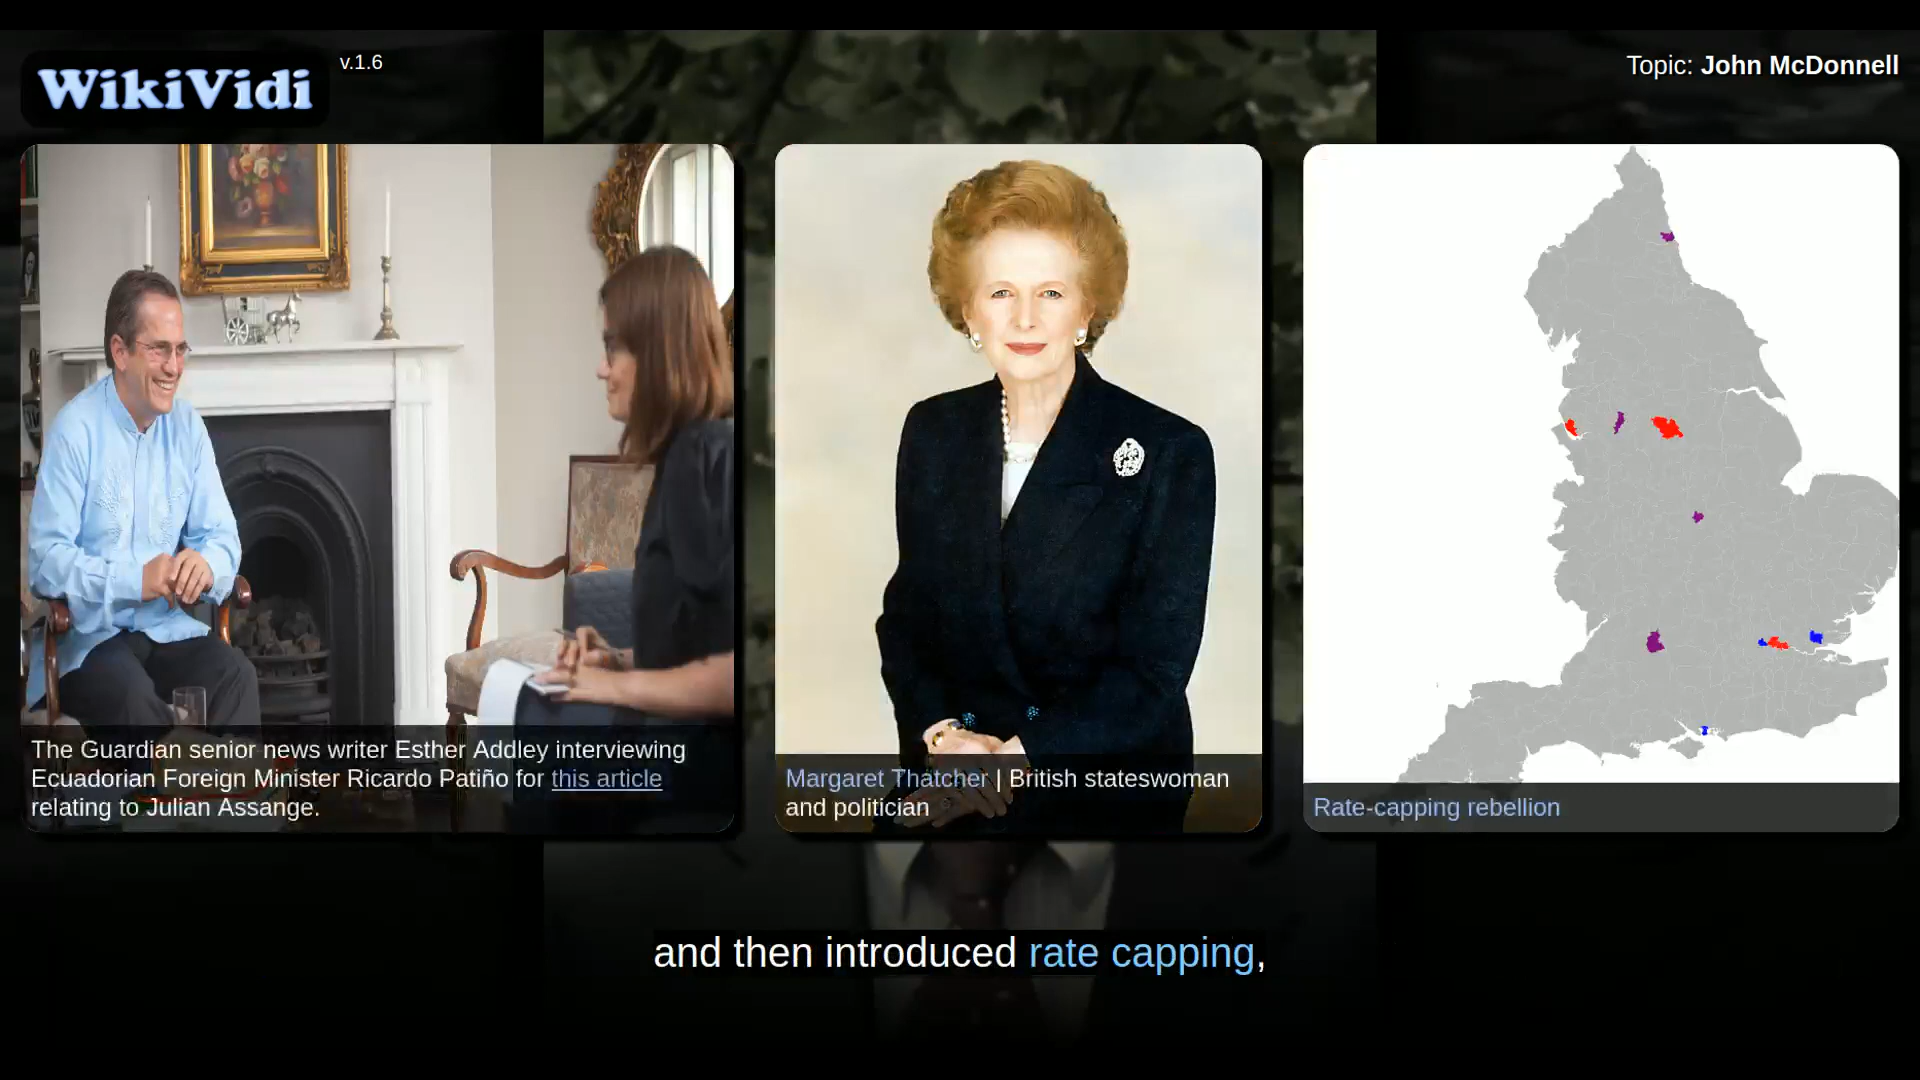 WikiVidi
v.1.6
Topic: John McDonnell
The Guardian senior news writer Esther Addley interviewing
Ecuadorian Foreign Minister Ricardo Patiño for this article
relating to Julian Assange.
Margaret Thatcher | British stateswoman
and politician
Rate-capping rebellion
and then introduced rate capping,